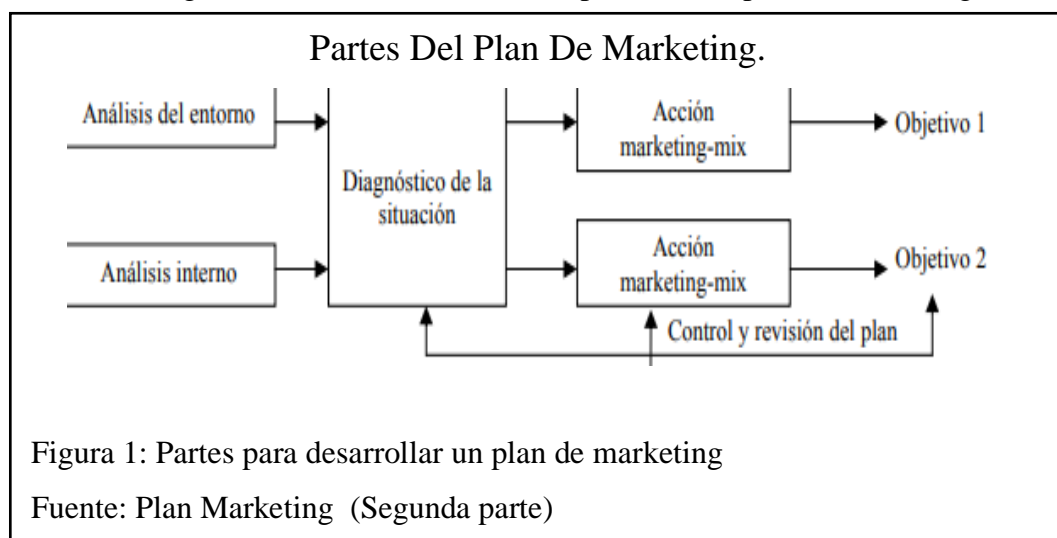 Partes Del Plan De Marketing.
Análisis del entorno
Acción
marketing-mix
Objetivo 1
Diagnóstico de la
situación
Análisis interno
Acción
marketing-mix
Objetivo 2
Control y revisión del plan
Figura 1: Partes para desarrollar un plan de marketing
Fuente: Plan Marketing (Segunda parte)